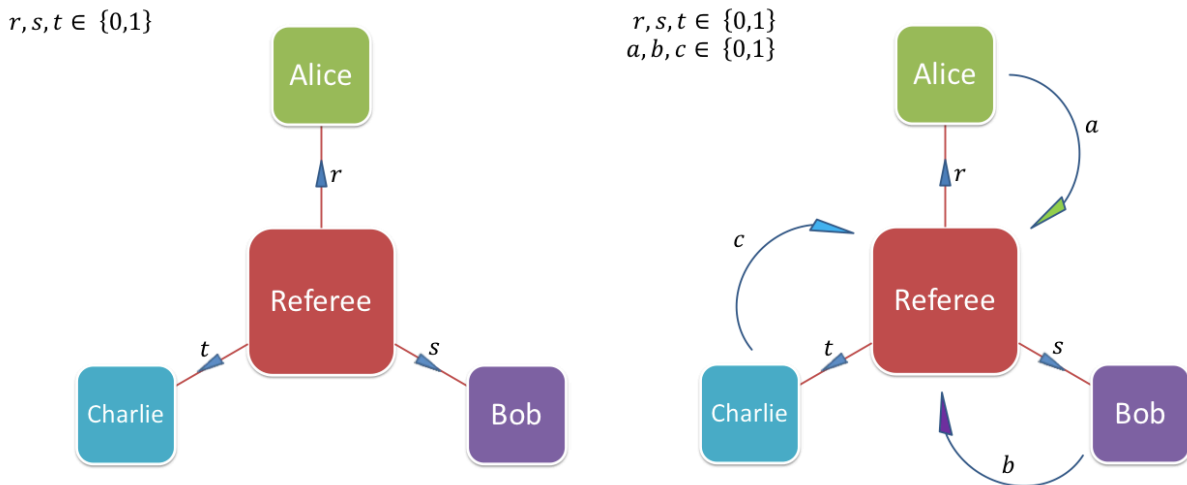 r, s, t ∈ {0,1}
Alice
r
Referee
t
s
Charlie
Bob
r, s, t ∈ {0,1}
a, b, c ∈ {0,1}
Alice
a
r
c
Referee
t
s
Charlie
Bob
b